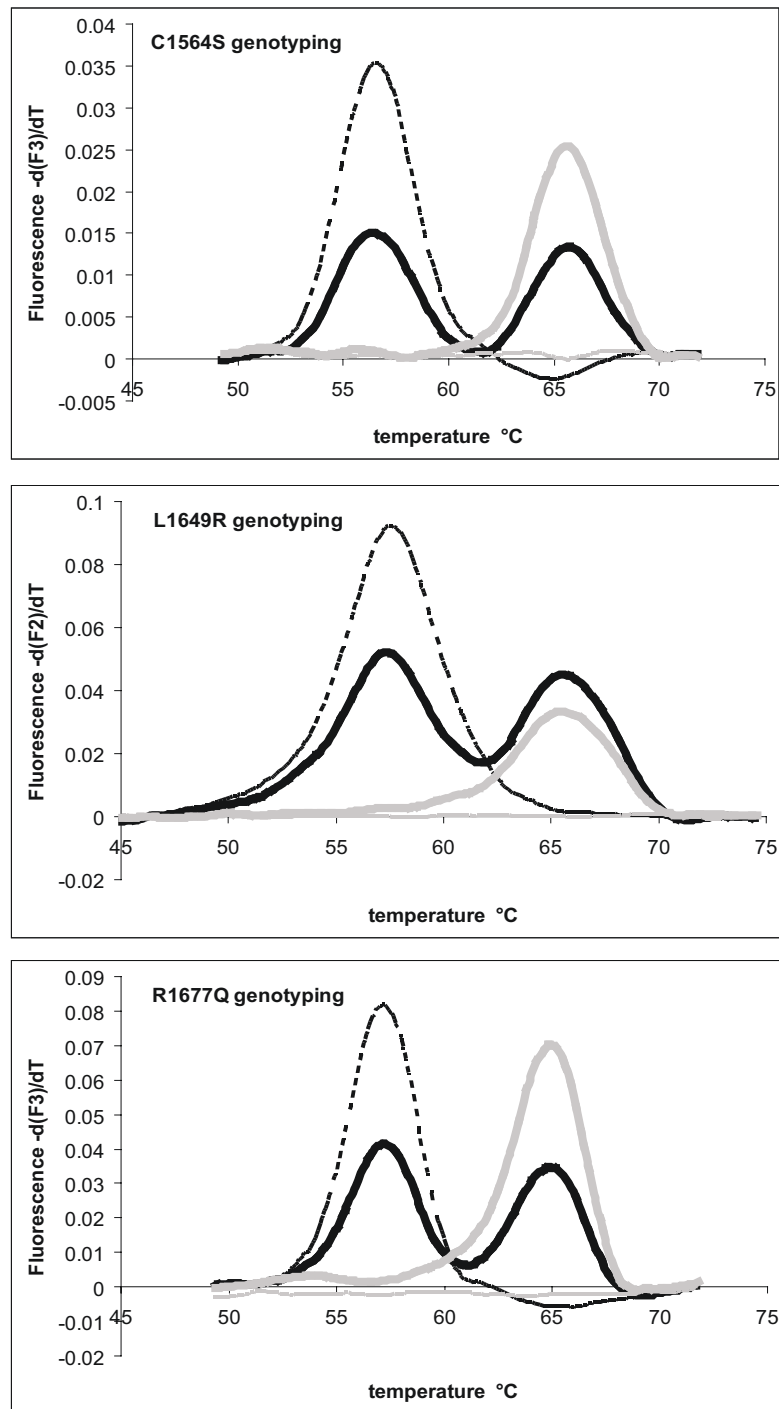 C1564S genotyping
Fluorescence -d(F3)/dT
0.04
0.035
0.03
0.025
0.02
0.015
0.01
0.005
0
-0.005
45 50 55 60 65 70 75
temperature °C
L1649R genotyping
Fluorescence -d(F2)/dT
0.1
0.08
0.06
0.04
0.02
0
-0.02
45 50 55 60 65 70 75
temperature °C
R1677Q genotyping
Fluorescence -d(F3)/dT
0.09
0.08
0.07
0.06
0.05
0.04
0.03
0.02
0.01
0
-0.01
-0.02
45 50 55 60 65 70 75
temperature °C